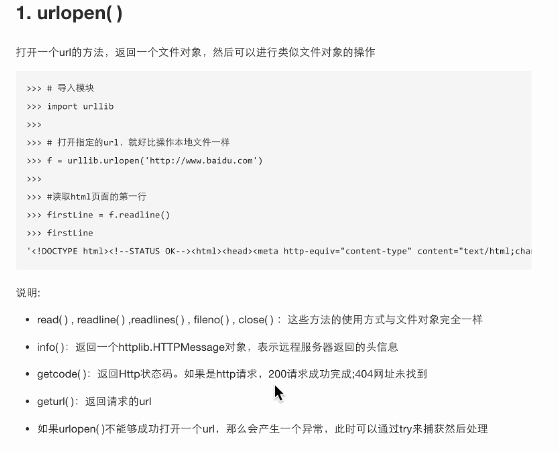 1. urlopen( )
打开一个url的方法，返回一个文件对象，然后可以进行类似文件对象的操作
>>> # 导入模块
>>> import urllib
>>>
>>> # 打开指定的url，就好比操作本地文件一样
>>> f = urllib.urlopen('http://www.baidu.com')
>>>
>>> #读取html页面的第一行
>>> firstLine = f.readline()
>>> firstLine
'<!DOCTYPE html><!--STATUS OK--><html><head><meta http-equiv="content-type" content="text/html;cha
说明:
• read( ) , readline( ) ,readlines( ) , fileno( ) , close( ) ：这些方法的使用方式与文件对象完全一样
• info( )：返回一个httplib.HTTPMessage对象，表示远程服务器返回的头信息
• getcode( )：返回Http状态码。如果是http请求，200请求成功完成;404网址未找到
• geturl( )：返回请求的url
• 如果urlopen( )不能够成功打开一个url，那么会产生一个异常，此时可以通过try来捕获然后处理